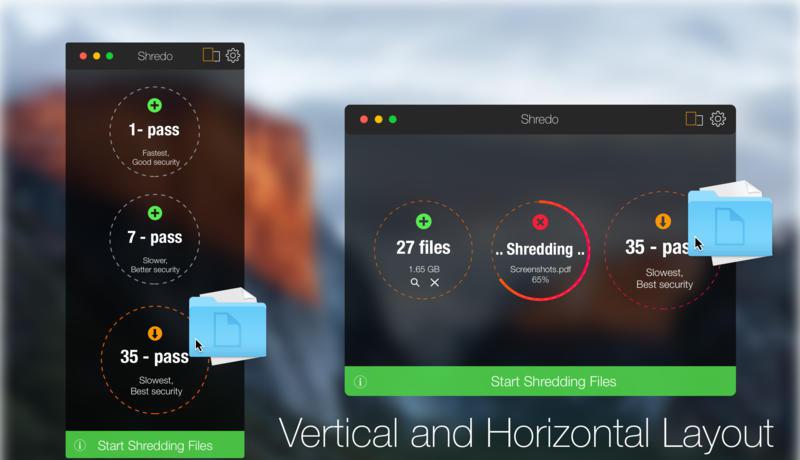 Shredo
1- pass
Fastest,
Good security
7 - pass
Slower,
Better security
35 - pass
Slowest,
Best security
Start Shredding Files
Shredo
27 files
1.65 GB
.. Shredding ..
Screenshots.pdf
65%
35 - pas
Slowest,
Best security
Start Shredding Files
Vertical and Horizontal Layout